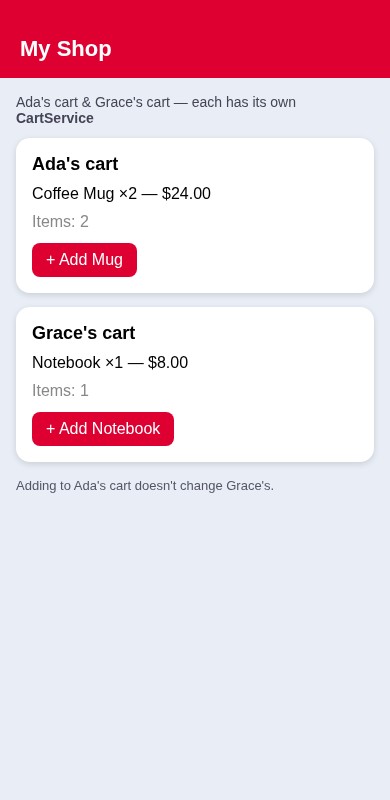 My Shop
Ada's cart & Grace's cart — each has its own
CartService
Ada's cart
Coffee Mug ×2 — $24.00
Items: 2
+ Add Mug
Grace's cart
Notebook ×1 — $8.00
Items: 1
+ Add Notebook
Adding to Ada's cart doesn't change Grace's.